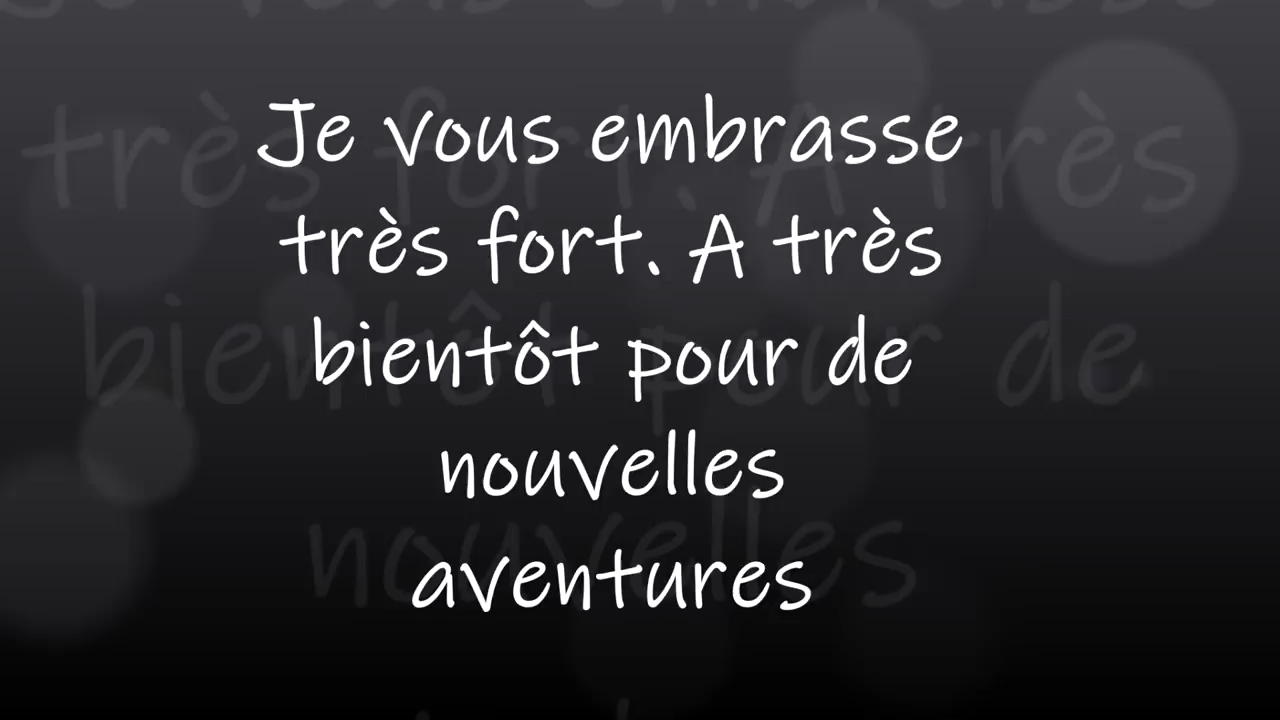 Je vous embrasse
très fort. A très
bientôt pour de
nouvelles
aventures